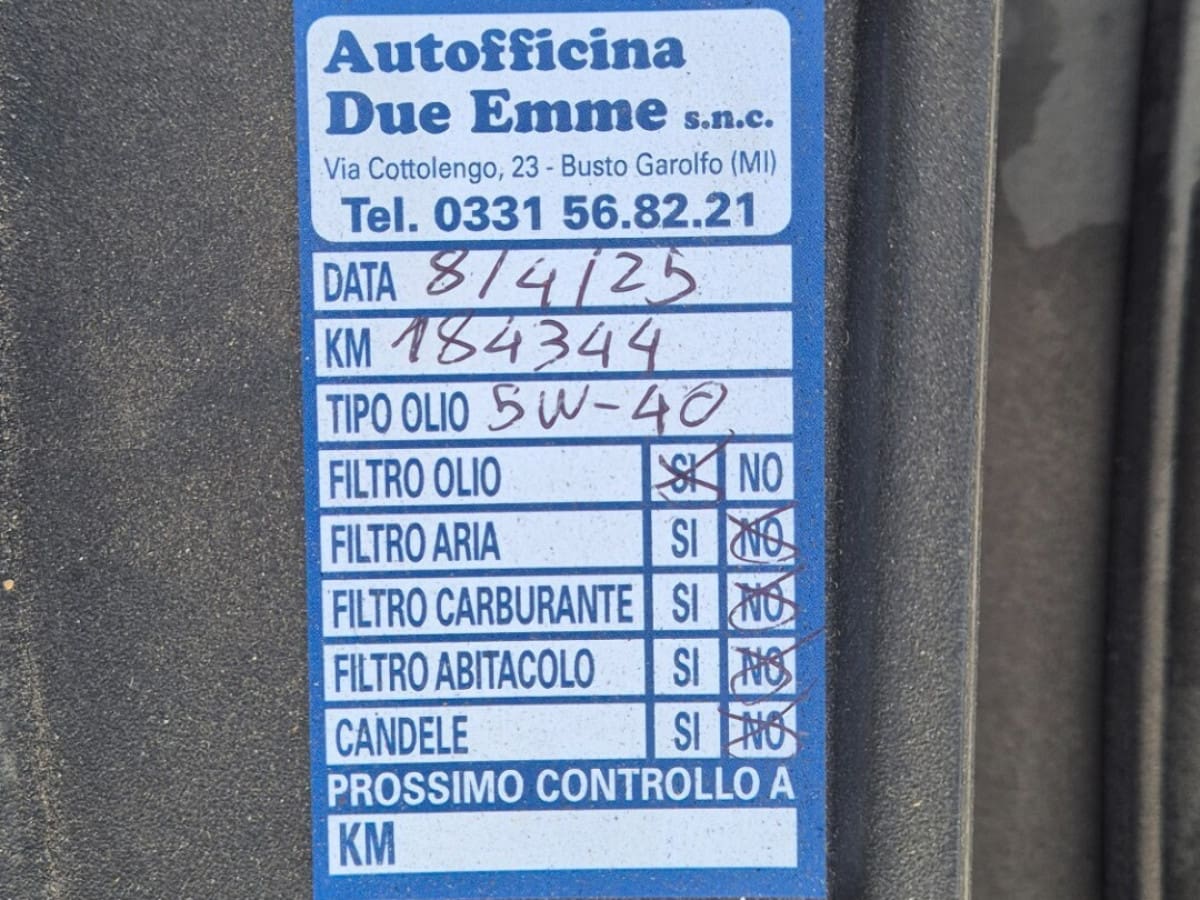 Autofficina
Due Emme s.n.c.
Via Cottolengo, 23 - Busto Garolfo (MI)
Tel. 0331 56.82.21
DATA 8/4/25
KM 184344
TIPO OLIO 5W-40
FILTRO OLIO SI NO
FILTRO ARIA SI NO
FILTRO CARBURANTE SI NO
FILTRO ABITACOLO SI NO
CANDELE SI NO
PROSSIMO CONTROLLO A
KM